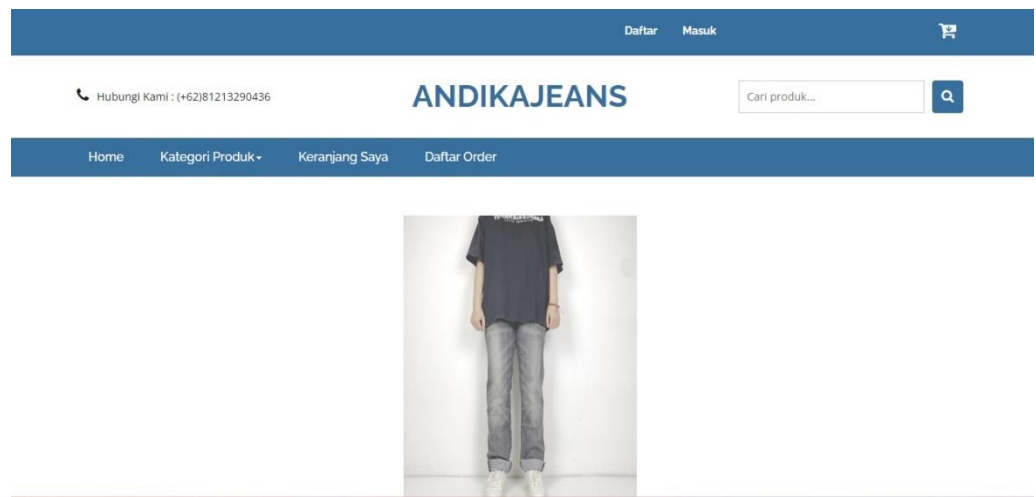 Daftar Masuk
Hubungi Kami : (+62)81213290436
ANDIKAJEANS
Cari produk...
Home Kategori Produk Keranjang Saya Daftar Order